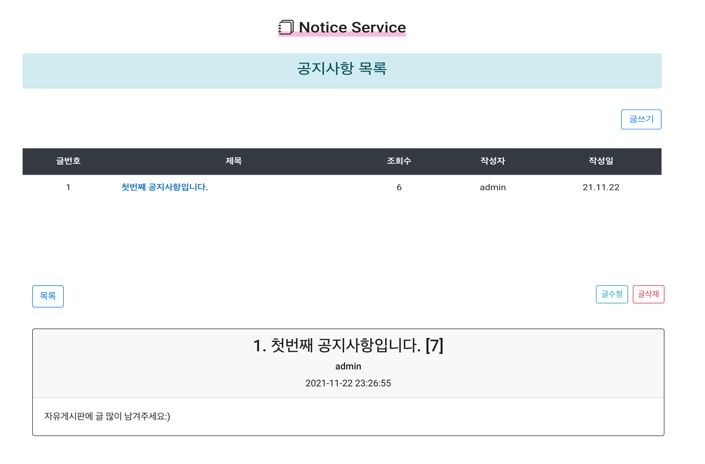 Notice Service
공지사항 목록
글쓰기
글번호 제목 조회수 작성자 작성일
1 첫번째 공지사항입니다. 6 admin 21.11.22
목록 글수정 글삭제
1. 첫번째 공지사항입니다. [7]
admin
2021-11-22 23:26:55
자유게시판에 글 많이 남겨주세요:)